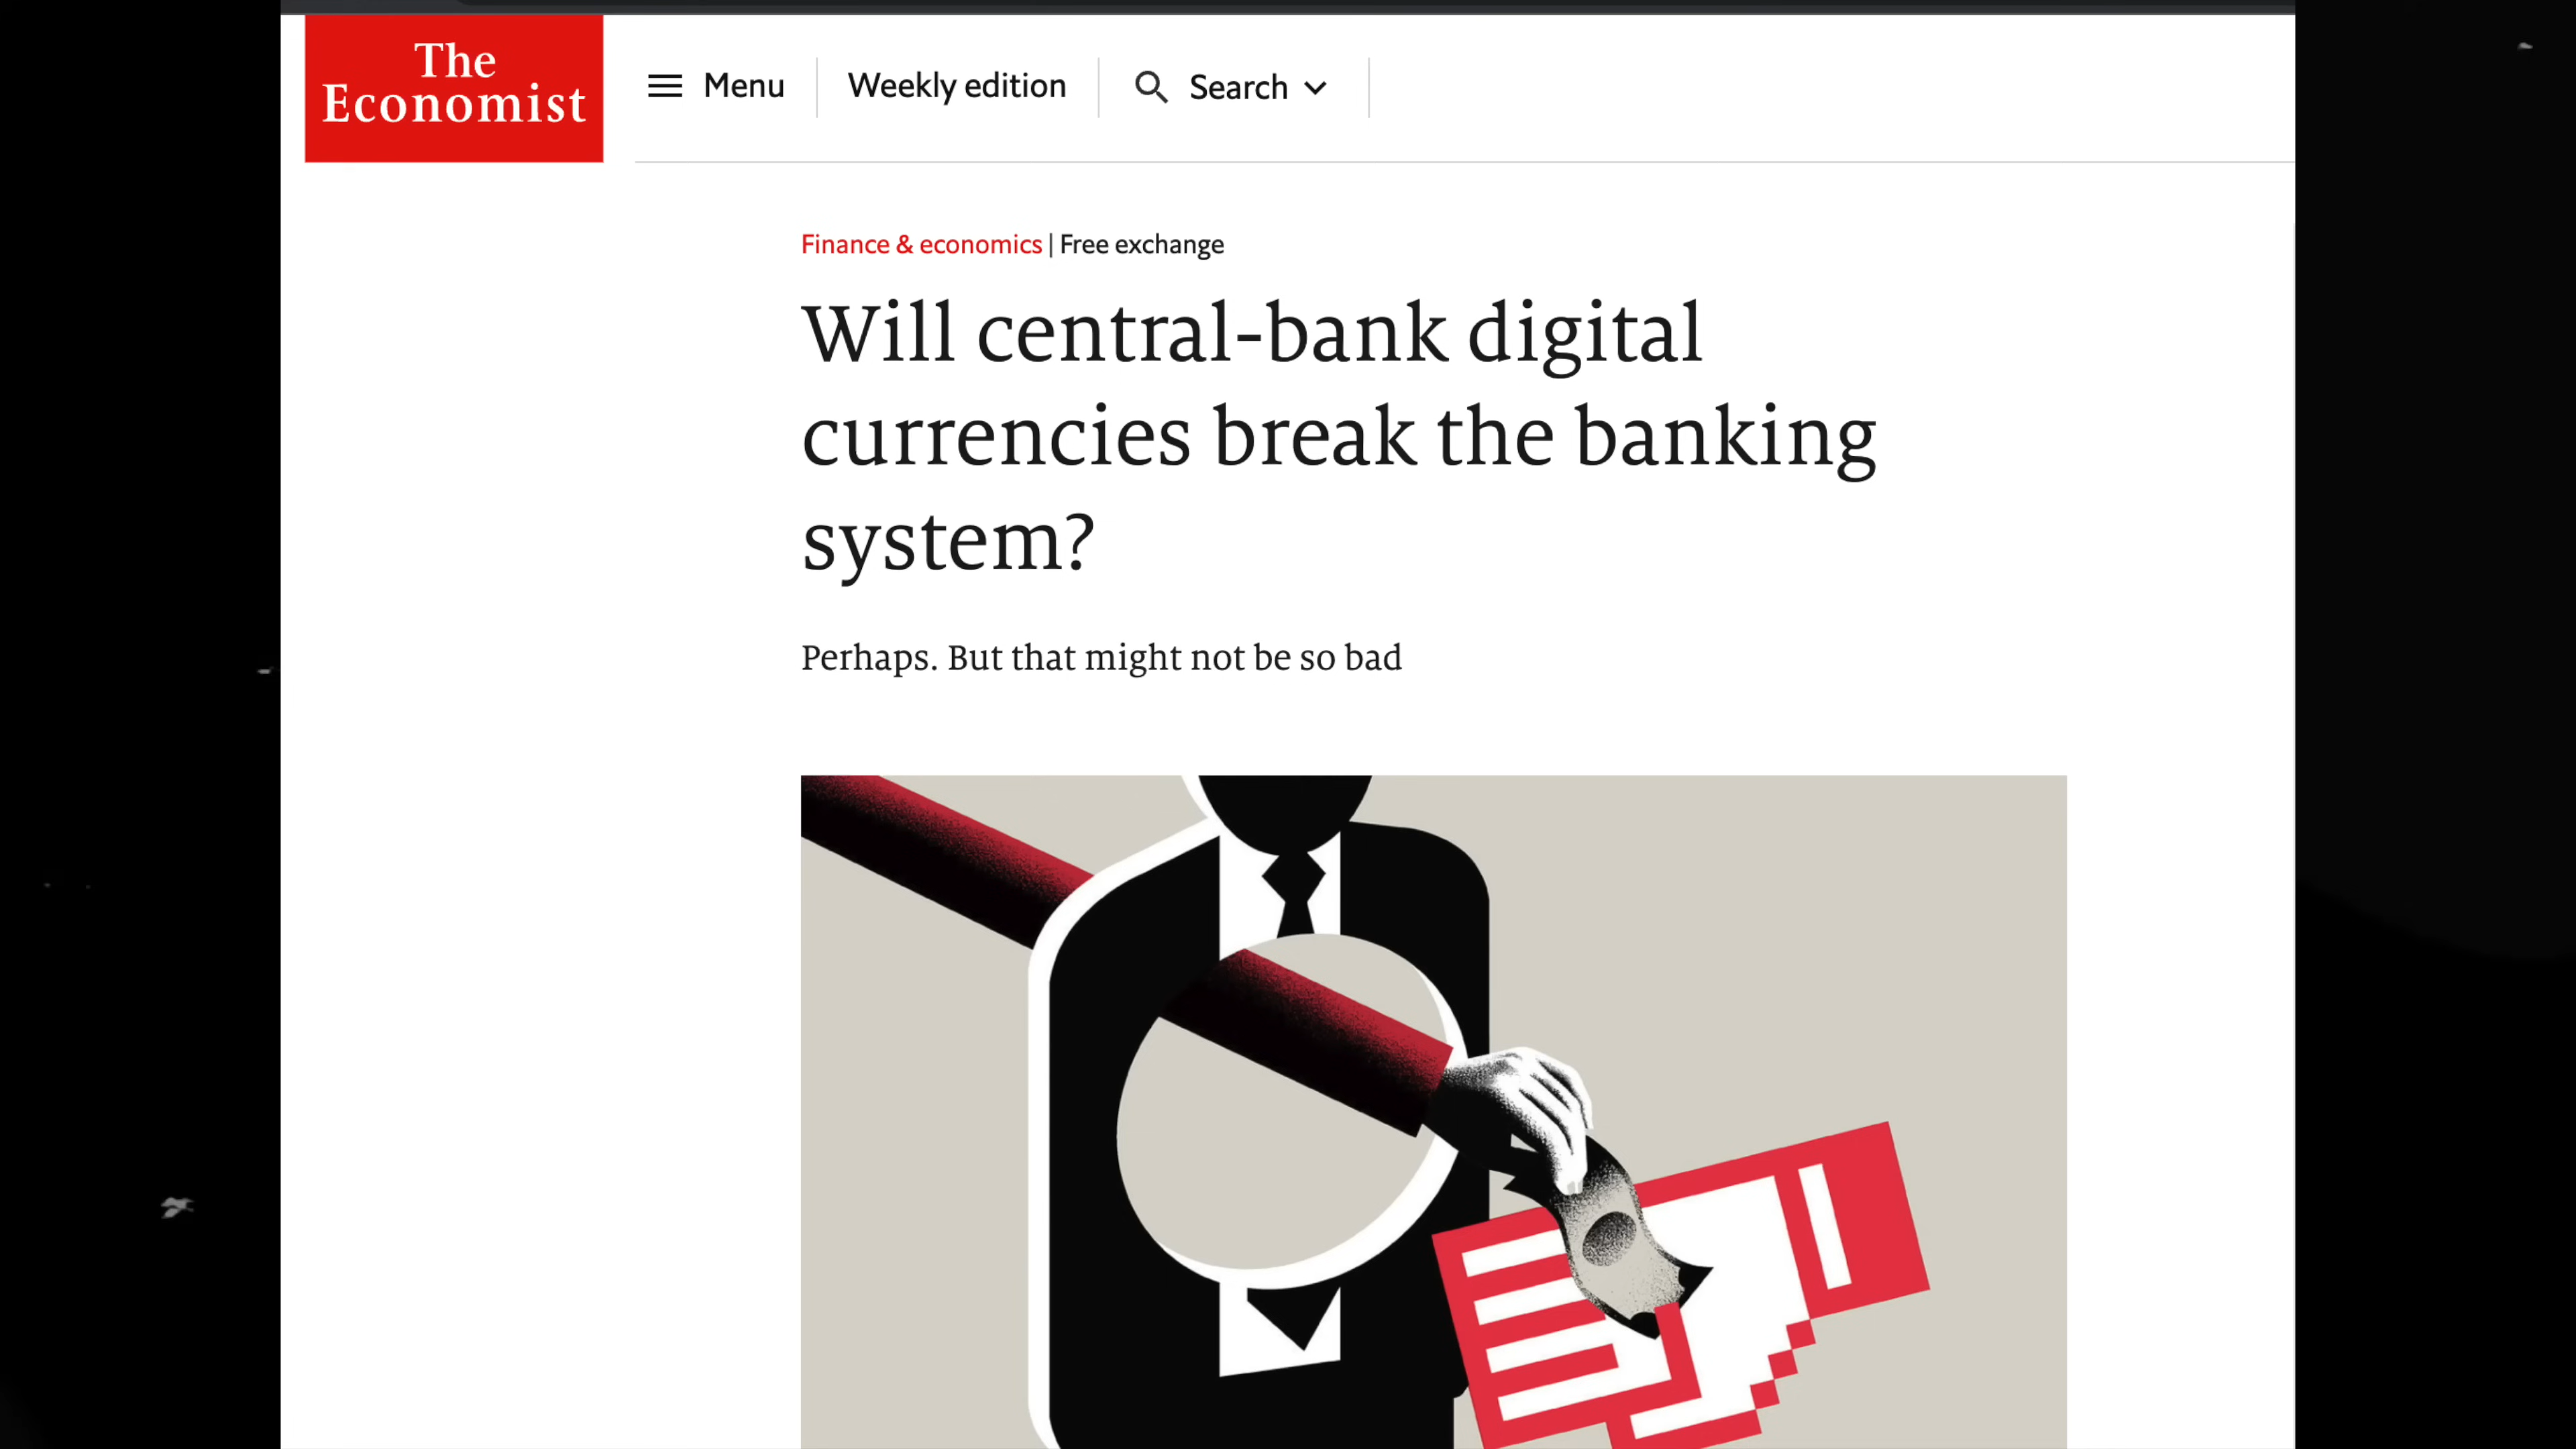 The
Economist
Menu
Weekly edition
Search
Finance & economics | Free exchange
Will central-bank digital
currencies break the banking
system?
Perhaps. But that might not be so bad